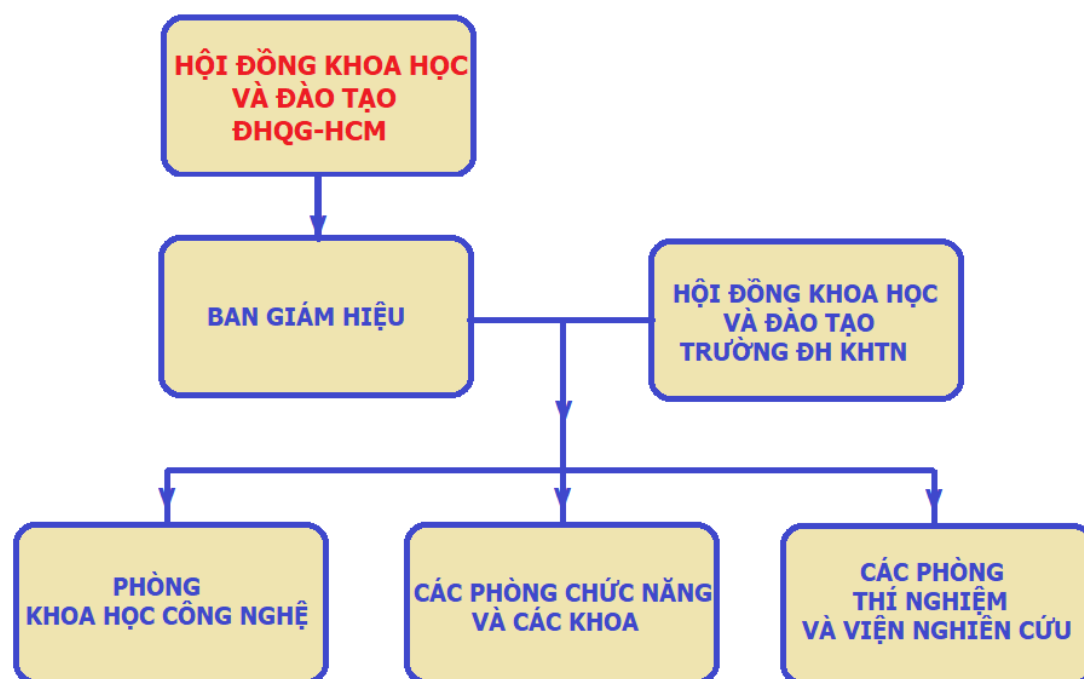 HỘI ĐỒNG KHOA HỌC
VÀ ĐÀO TẠO
ĐHQG-HCM
BAN GIÁM HIỆU
HỘI ĐỒNG KHOA HỌC
VÀ ĐÀO TẠO
TRƯỜNG ĐH KHTN
PHÒNG
KHOA HỌC CÔNG NGHỆ
CÁC PHÒNG CHỨC NĂNG
VÀ CÁC KHOA
CÁC PHÒNG
THÍ NGHIỆM
VÀ VIỆN NGHIÊN CỨU